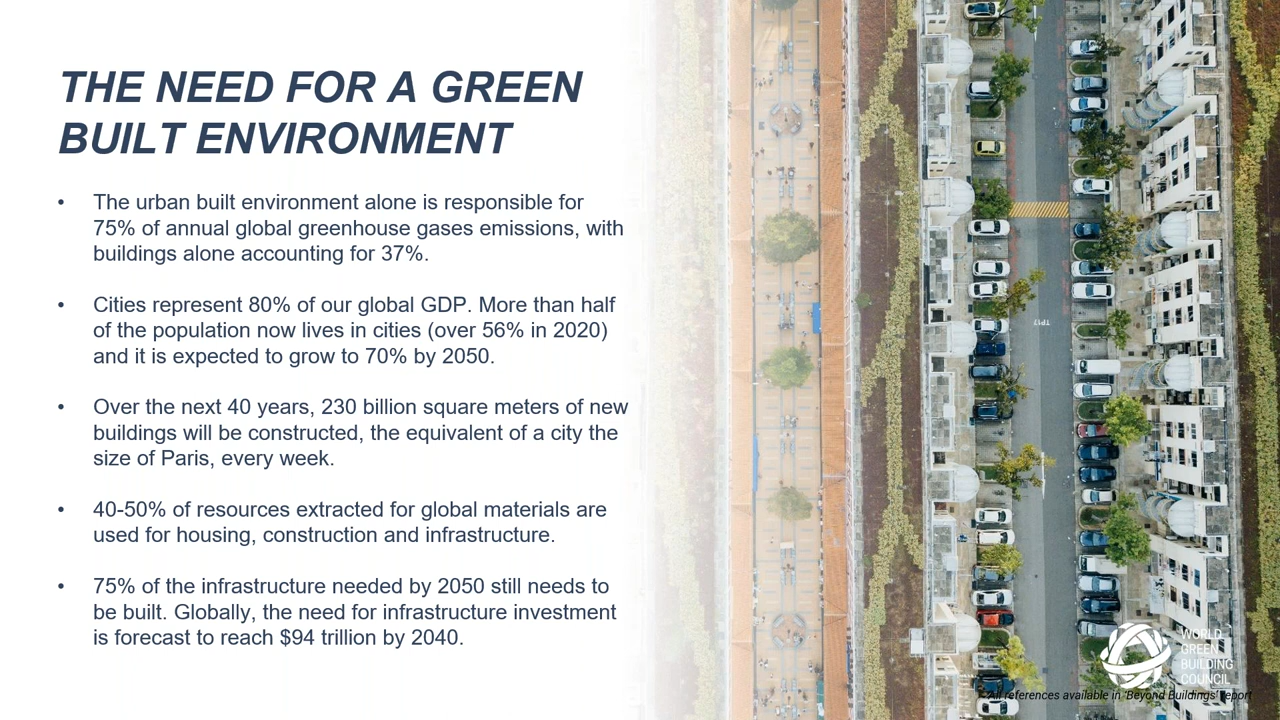 THE NEED FOR A GREEN
BUILT ENVIRONMENT
• The urban built environment alone is responsible for
75% of annual global greenhouse gases emissions, with
buildings alone accounting for 37%.
• Cities represent 80% of our global GDP. More than half
of the population now lives in cities (over 56% in 2020)
and it is expected to grow to 70% by 2050.
• Over the next 40 years, 230 billion square meters of new
buildings will be constructed, the equivalent of a city the
size of Paris, every week.
• 40-50% of resources extracted for global materials are
used for housing, construction and infrastructure.
• 75% of the infrastructure needed by 2050 still needs to
be built. Globally, the need for infrastructure investment
is forecast to reach $94 trillion by 2040.
WORLD
GREEN
BUILDING
COUNCIL
*All references available in 'Beyond Buildings' report